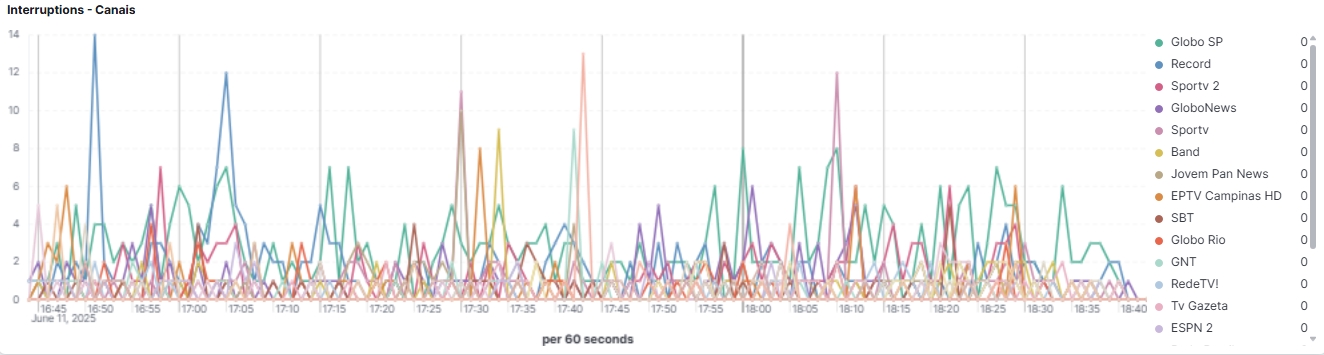 Interruptions - Canais
14
12
10
8
6
4
2
0
16:45 16:50 16:55 17:00 17:05 17:10 17:15 17:20 17:25 17:30 17:35 17:40 17:45 17:50 17:55 18:00 18:05 18:10 18:15 18:20 18:25 18:30 18:35 18:40
June 11, 2025
per 60 seconds
Globo SP 0
Record 0
Sportv 2 0
GloboNews 0
Sportv 0
Band 0
Jovem Pan News 0
EPTV Campinas HD 0
SBT 0
Globo Rio 0
GNT 0
RedeTV! 0
Tv Gazeta 0
ESPN 2 0